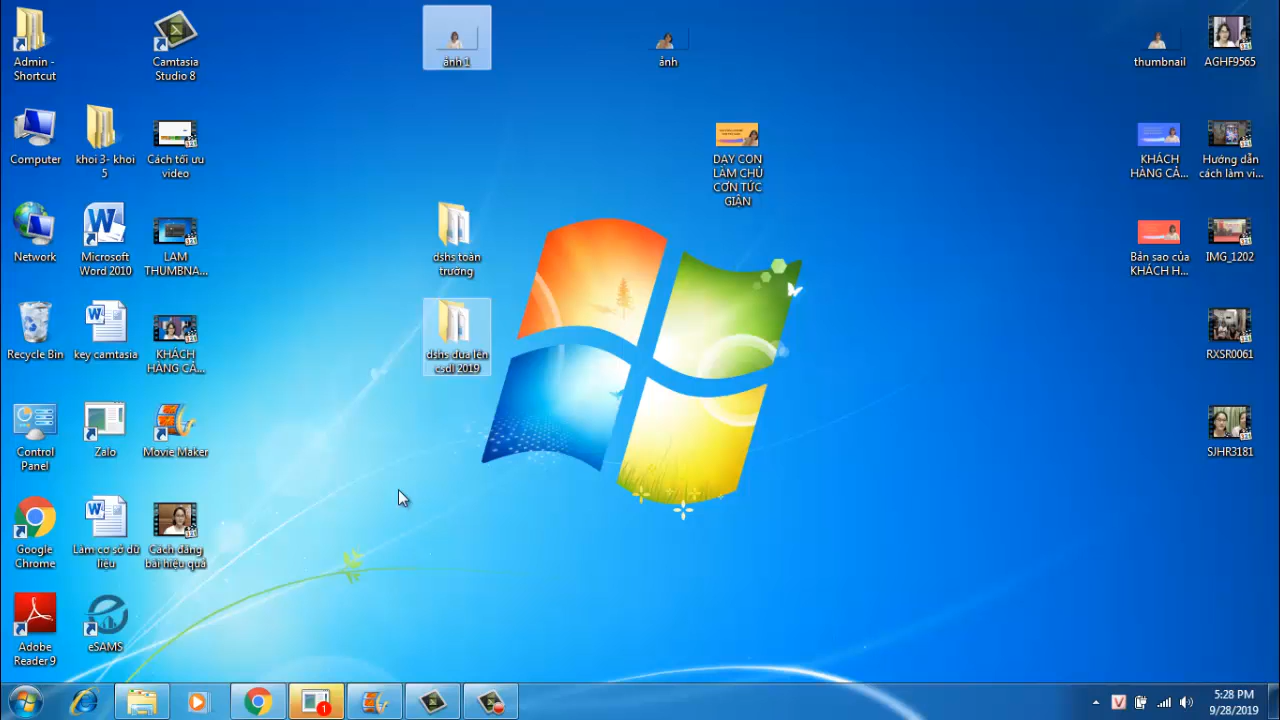 Admin -
Shortcut
Computer
Network
Recycle Bin
Control
Panel
Google
Chrome
Adobe
Reader 9
khoi 3- khoi
5
Microsoft
Word 2010
key camtasia
Zalo
Làm cơ sở dữ
liệu
eSAMS
Camtasia
Studio 8
Cách tối ưu
video
LAM
THUMBNA...
KHÁCH
HÀNG CẢ...
Movie Maker
Cách đăng
bài hiệu quả
ảnh 1
dshs toàn
trường
dshs đưa lên
csdl 2019
ảnh
DẠY CON
LÀM CHỦ
CƠN TỨC
GIẬN
thumbnail
KHÁCH
HÀNG CẢ...
Bản sao của
KHÁCH H...
AGHF9565
Hướng dẫn
cách làm vi...
IMG_1202
RXSR0061
SJHR3181
1
V
5:28 PM
9/28/2019